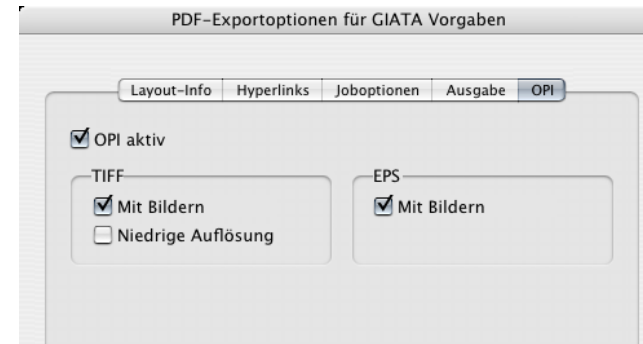 PDF-Exportoptionen für GIATA Vorgaben
Layout-Info Hyperlinks Joboptionen Ausgabe OPI
OPI aktiv
TIFF
Mit Bildern
Niedrige Auflösung
EPS
Mit Bildern